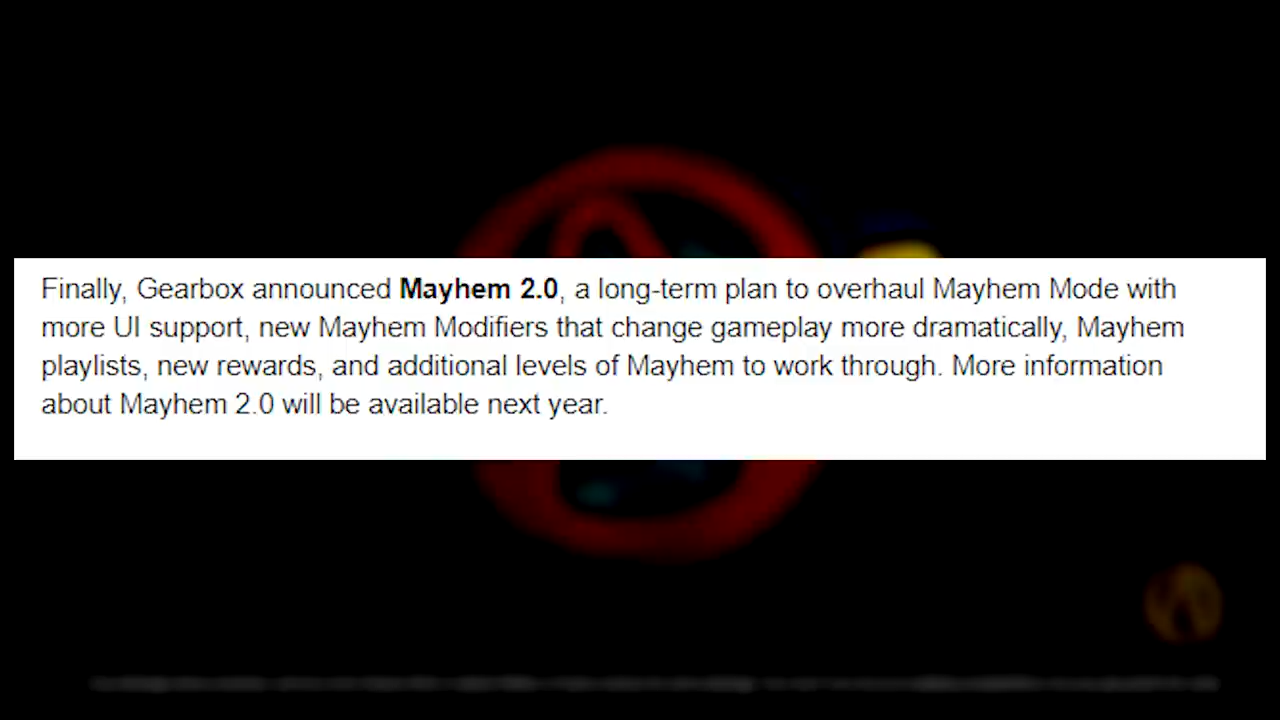 Finally, Gearbox announced Mayhem 2.0, a long-term plan to overhaul Mayhem Mode with
more UI support, new Mayhem Modifiers that change gameplay more dramatically, Mayhem
playlists, new rewards, and additional levels of Mayhem to work through. More information
about Mayhem 2.0 will be available next year.